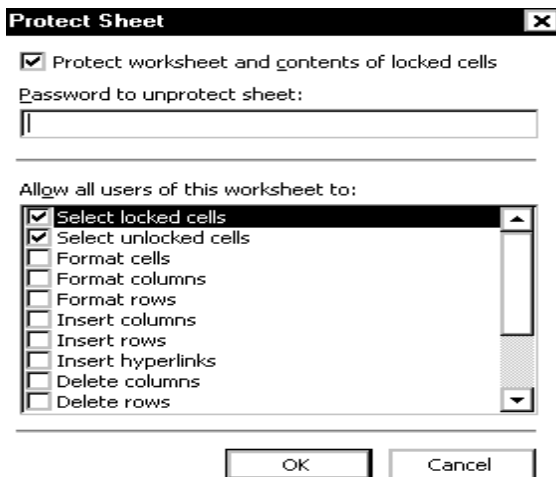 Protect Sheet
Protect worksheet and contents of locked cells
Password to unprotect sheet:
Allow all users of this worksheet to:
Select locked cells
Select unlocked cells
Format cells
Format columns
Format rows
Insert columns
Insert rows
Insert hyperlinks
Delete columns
Delete rows
OK Cancel